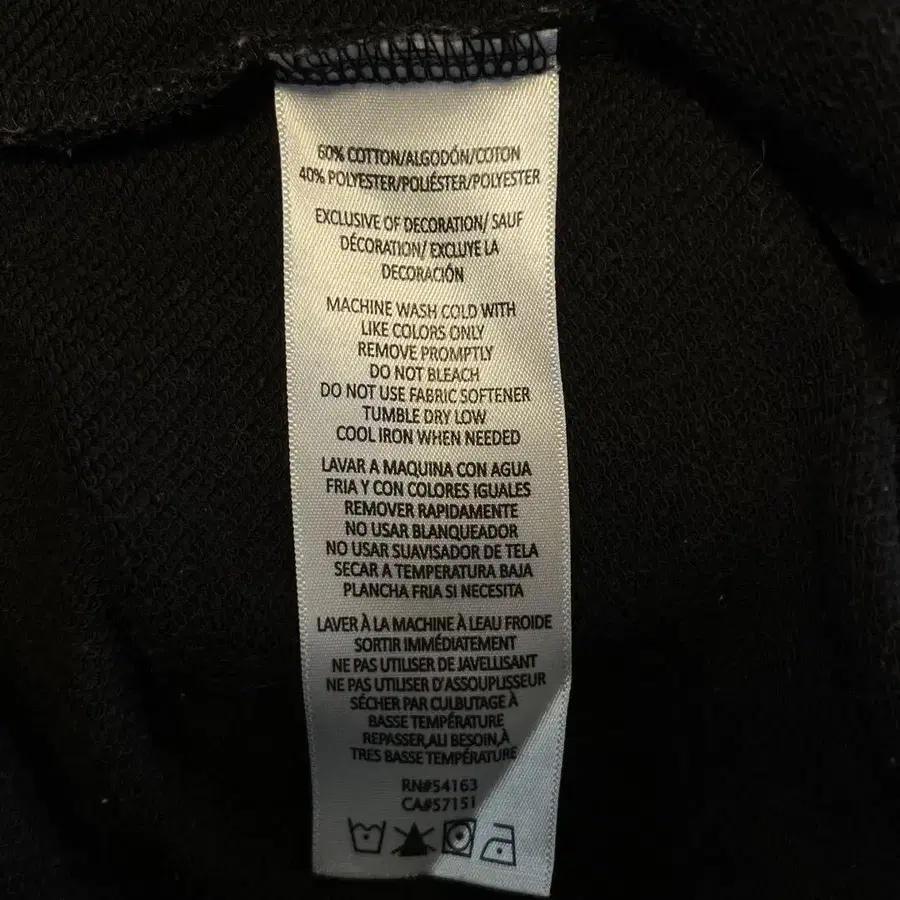 60% COTTON/ALGODÓN/COTON
40% POLYESTER/POLIÉSTER/POLYESTER
EXCLUSIVE OF DECORATION/ SAUF
DÉCORATION/ EXCLUYE LA
DECORACIÓN
MACHINE WASH COLD WITH
LIKE COLORS ONLY
REMOVE PROMPTLY
DO NOT BLEACH
DO NOT USE FABRIC SOFTENER
TUMBLE DRY LOW
COOL IRON WHEN NEEDED
LAVAR A MAQUINA CON AGUA
FRIA Y CON COLORES IGUALES
REMOVER RAPIDAMENTE
NO USAR BLANQUEADOR
NO USAR SUAVISADOR DE TELA
SECAR A TEMPERATURA BAJA
PLANCHA FRIA SI NECESITA
LAVER À LA MACHINE À LEAU FROIDE
SORTIR IMMÉDIATEMENT
NE PAS UTILISER DE JAVELLISANT
NE PAS UTILISER D'ASSOUPLISSEUR
SÉCHER PAR CULBUTAGE À
BASSE TEMPÉRATURE
REPASSER,AU BESOIN,À
TRES BASSE TEMPÉRATURE
RN#54163
CA#57151